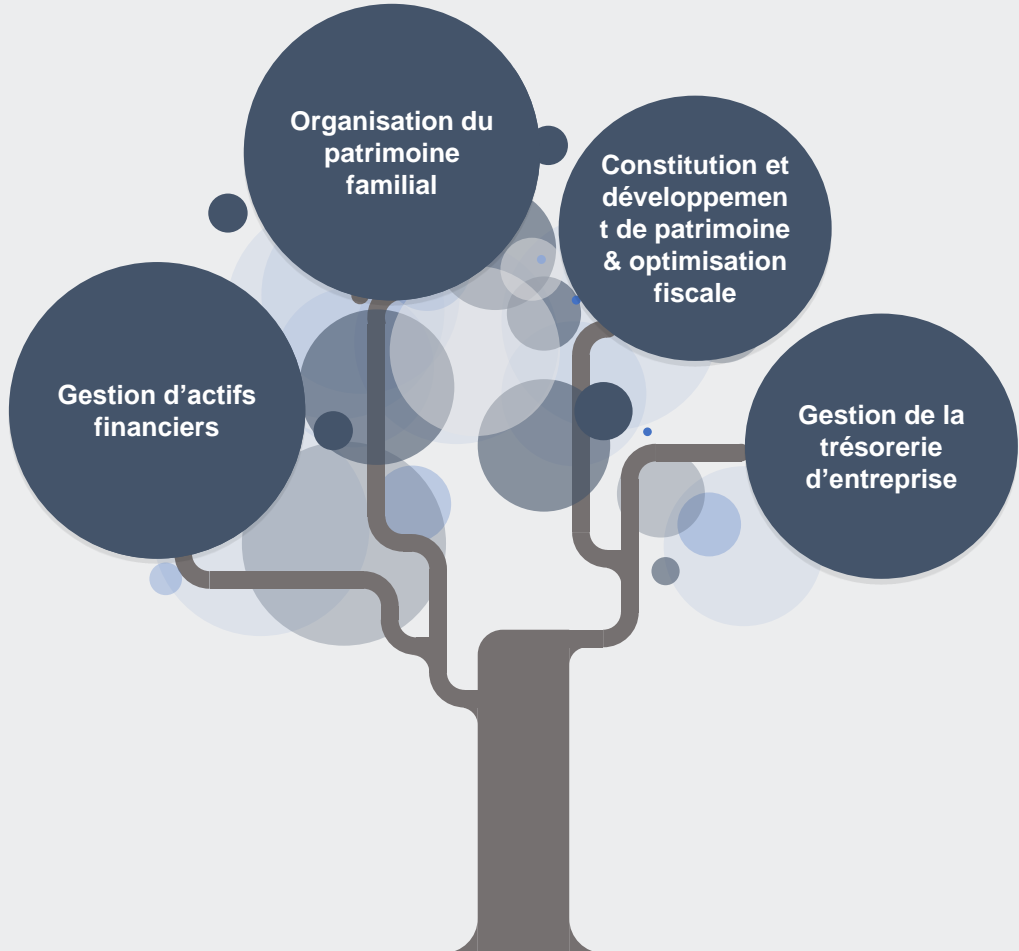 Organisation du
patrimoine
familial
Constitution et
développemen
t de patrimoine
& optimisation
fiscale
Gestion d’actifs
financiers
Gestion de la
trésorerie
d’entreprise